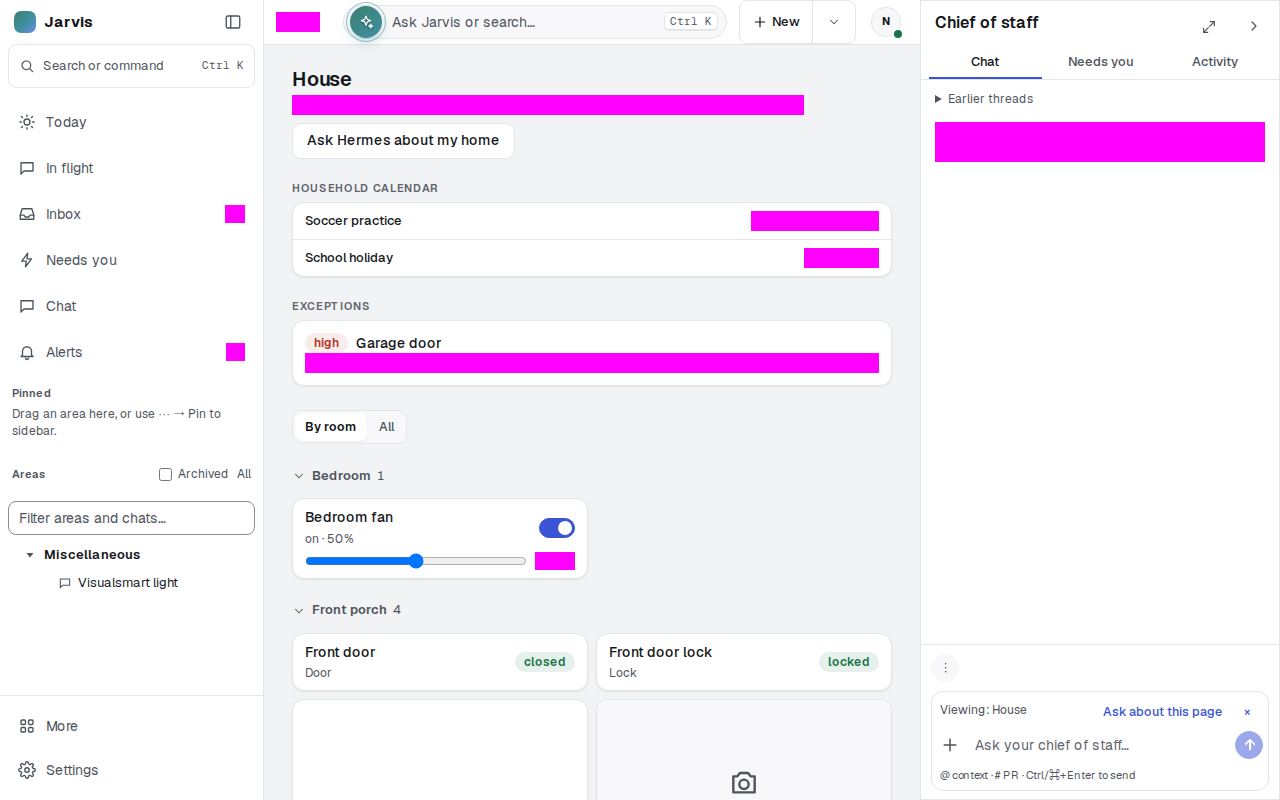 Jarvis
Search or command
Ctrl K
Today
In flight
Inbox
Needs you
Chat
Alerts
Pinned
Drag an area here, or use ··· → Pin to
sidebar.
Areas
Archived
All
Filter areas and chats...
Miscellaneous
Visualsmart light
More
Settings
Ask Jarvis or search...
Ctrl K
New
N
House
Ask Hermes about my home
HOUSEHOLD CALENDAR
Soccer practice
School holiday
EXCEPTIONS
high
Garage door
By room
All
Bedroom 1
Bedroom fan
on · 50%
Front porch 4
Front door
Door
closed
Front door lock
Lock
locked
Chief of staff
Chat
Needs you
Activity
Earlier threads
Viewing: House
Ask about this page
×
Ask your chief of staff...
@ context · # PR · Ctrl/⌘+Enter to send